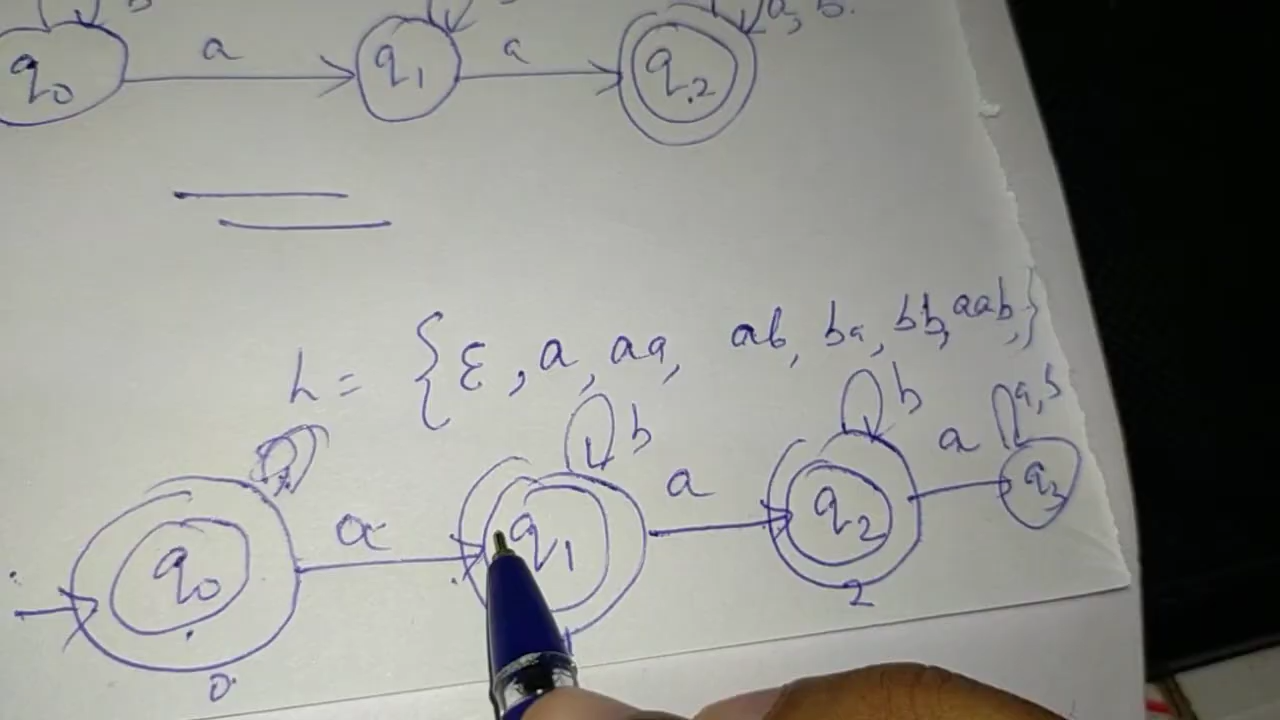 a a a, b.
q0 q1 q2
L = { ε, a, aa, ab, ba, bb, aab, }
b b a,b
a a a
q0 q1 q2 q3
0 2